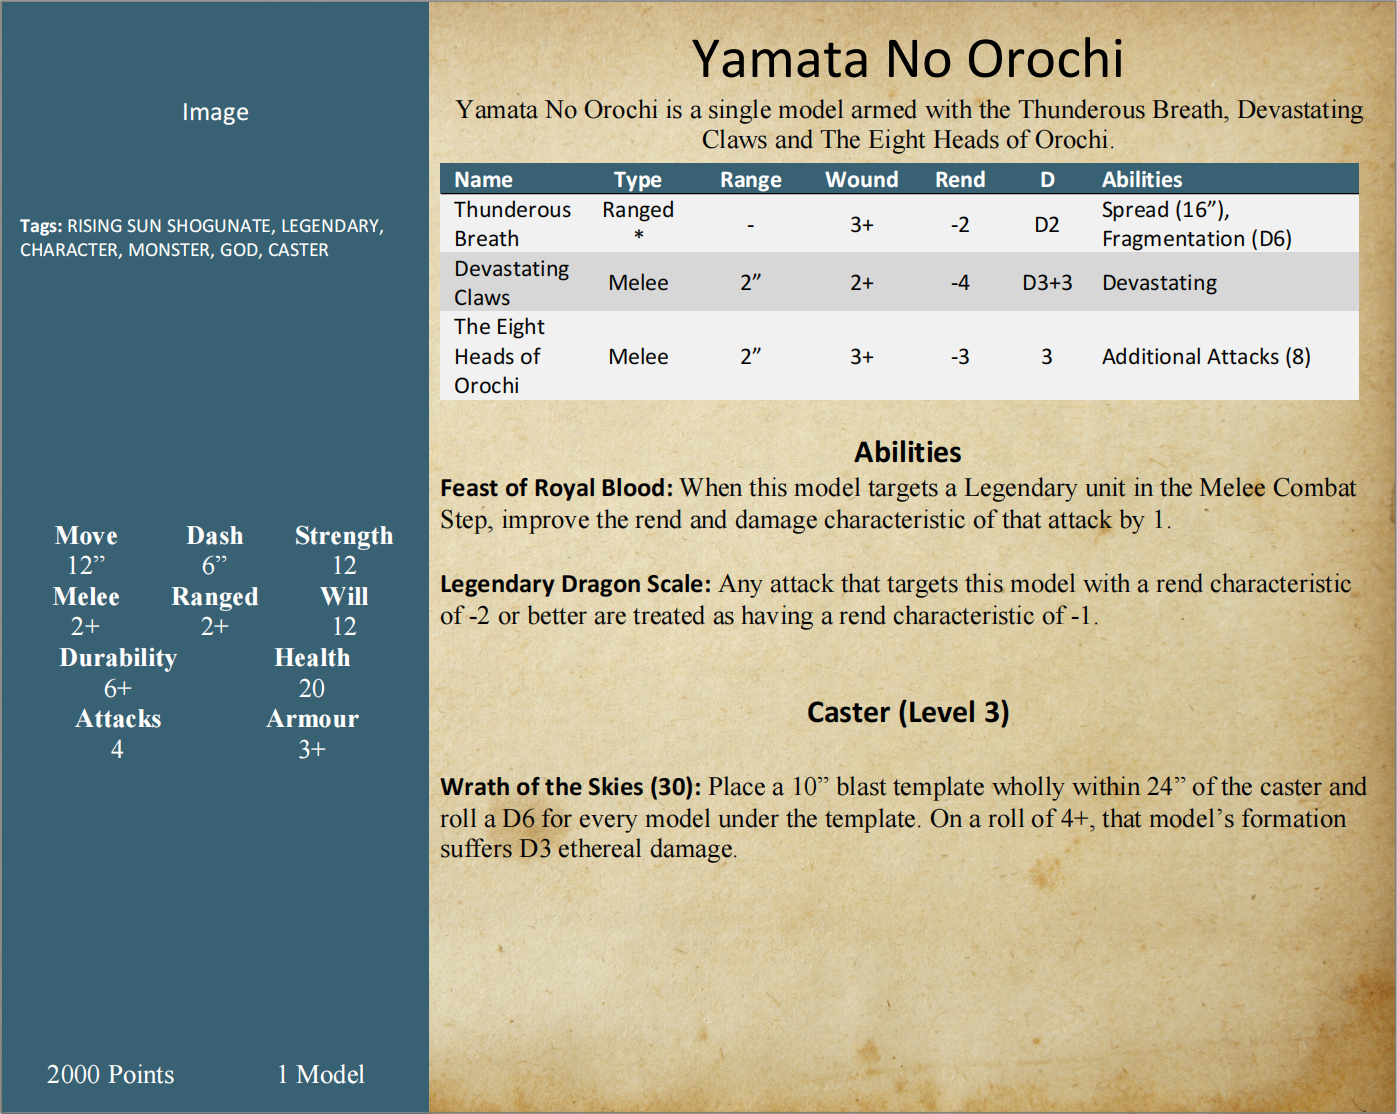 Image
Tags: RISING SUN SHOGUNATE, LEGENDARY,
CHARACTER, MONSTER, GOD, CASTER
Move Dash Strength
12” 6” 12
Melee Ranged Will
2+ 2+ 12
Durability Health
6+ 20
Attacks Armour
4 3+
2000 Points 1 Model
Yamata No Orochi
Yamata No Orochi is a single model armed with the Thunderous Breath, Devastating
Claws and The Eight Heads of Orochi.
Name Type Range Wound Rend D Abilities
Thunderous Breath Ranged * - 3+ -2 D2 Spread (16”), Fragmentation (D6)
Devastating Claws Melee 2” 2+ -4 D3+3 Devastating
The Eight Heads of Orochi Melee 2” 3+ -3 3 Additional Attacks (8)
Abilities
Feast of Royal Blood: When this model targets a Legendary unit in the Melee Combat
Step, improve the rend and damage characteristic of that attack by 1.
Legendary Dragon Scale: Any attack that targets this model with a rend characteristic
of -2 or better are treated as having a rend characteristic of -1.
Caster (Level 3)
Wrath of the Skies (30): Place a 10” blast template wholly within 24” of the caster and
roll a D6 for every model under the template. On a roll of 4+, that model’s formation
suffers D3 ethereal damage.